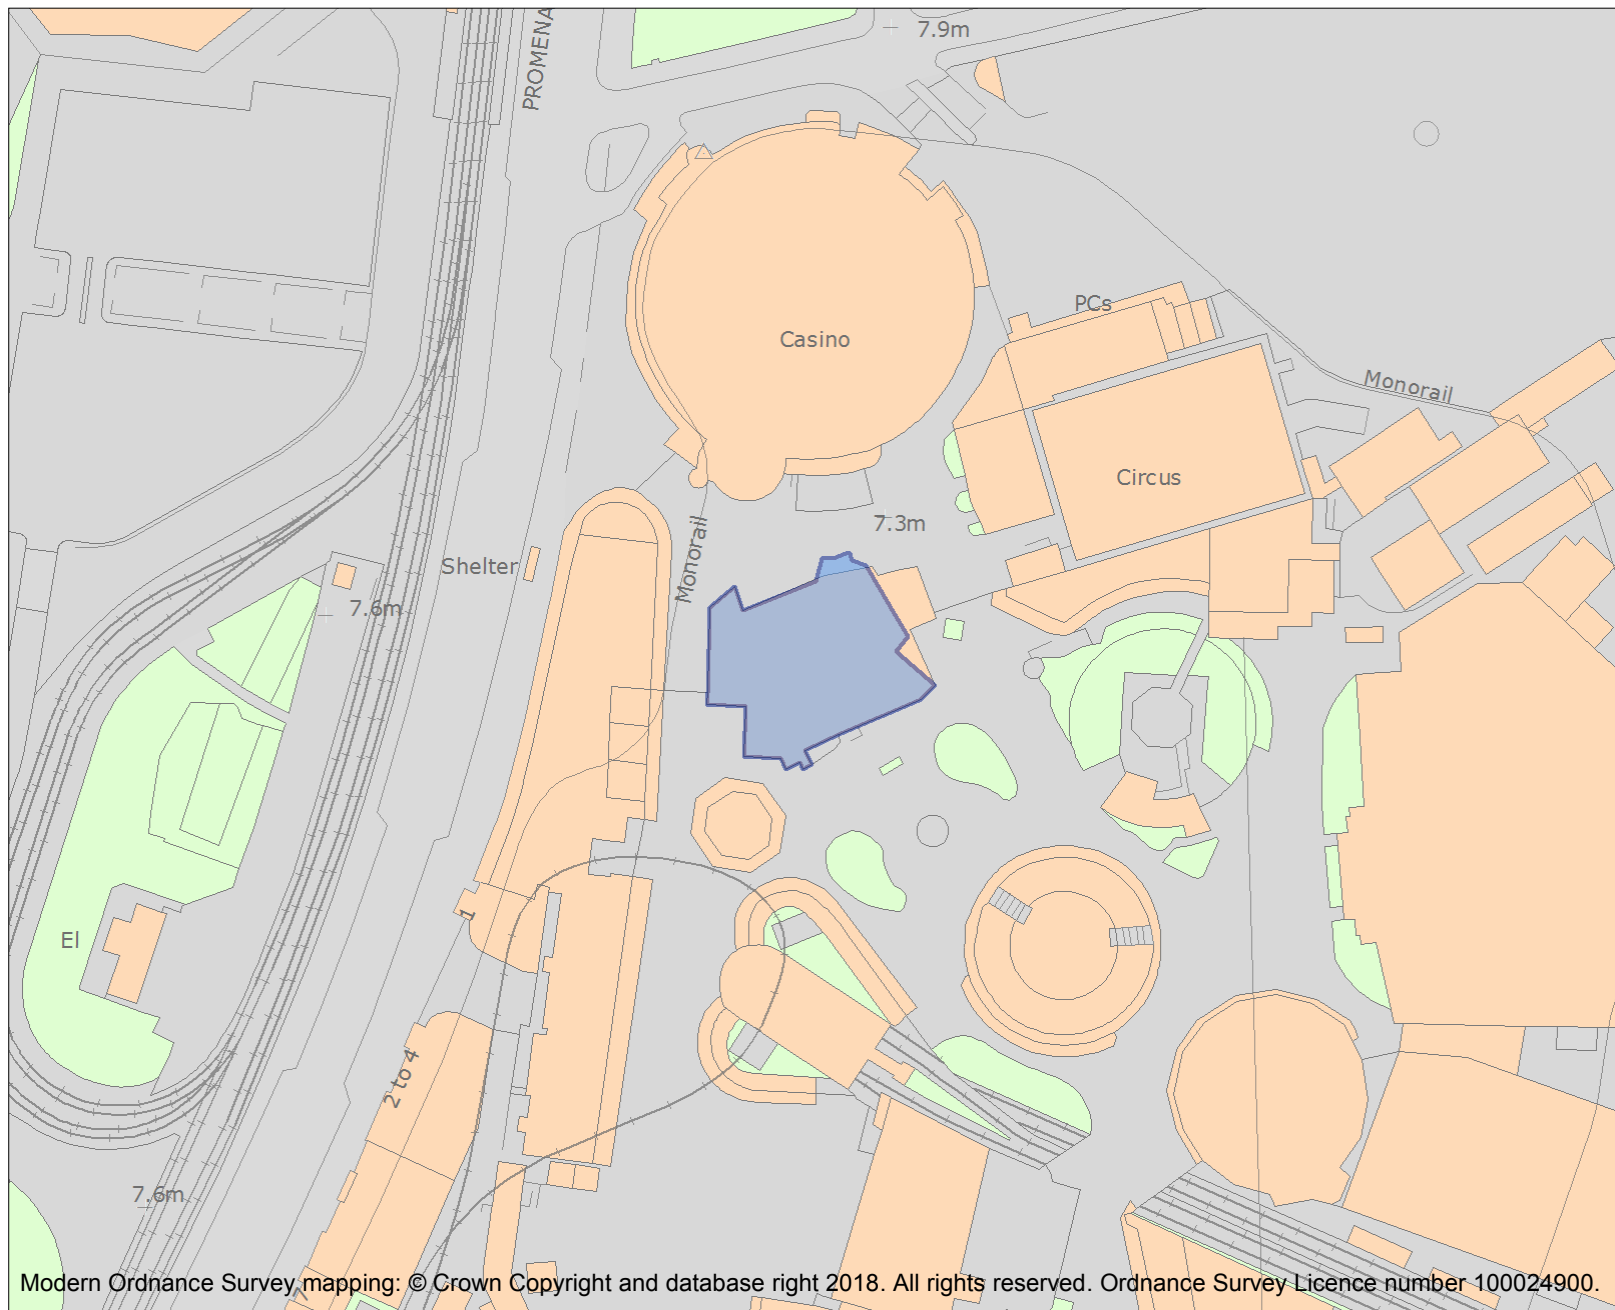 7.9m
PROMENA
PCs
Casino
Monorail
Circus
7.3m
Monorail
Shelter
7.6m
1
El
2 to 4
7.6m
7
Modern Ordnance Survey mapping: © Crown Copyright and database right 2018. All rights reserved. Ordnance Survey Licence number 100024900.